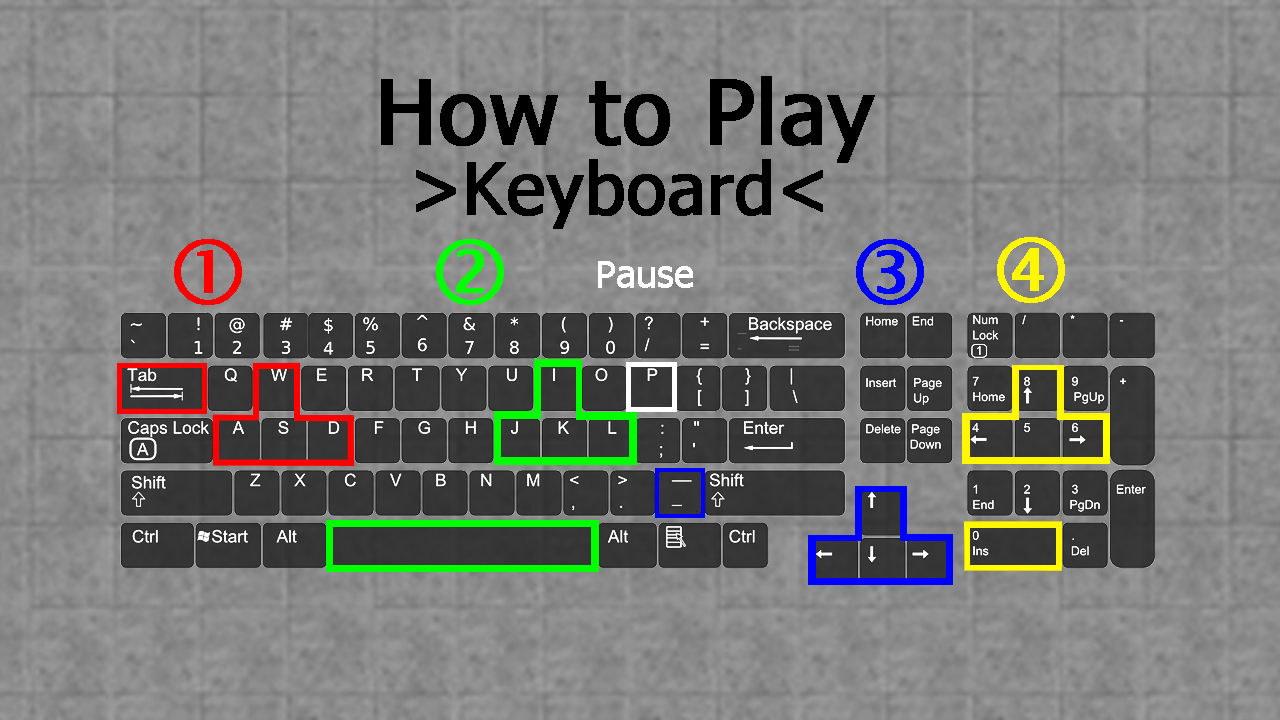 How to Play
>Keyboard<
① ② Pause ③ ④
~ ! @ # $ % ^ & * ( ) ? + _ Backspace Home End Num / * -
` 1 2 3 4 5 6 7 8 9 0 / = - = Lock
1
Tab Q W E R T Y U I O P { } | Insert Page 7 8 9 +
[ ] \ Up Home ↑ PgUp
Caps Lock A S D F G H J K L : " Enter Delete Page 4 5 6
A ; ' Down ← →
Shift Z X C V B N M < > — Shift ↑ 1 2 3 Enter
⇧ , . _ ⇧ End ↓ PgDn
Ctrl Start Alt Alt Ctrl ← ↓ → 0 .
Ins Del